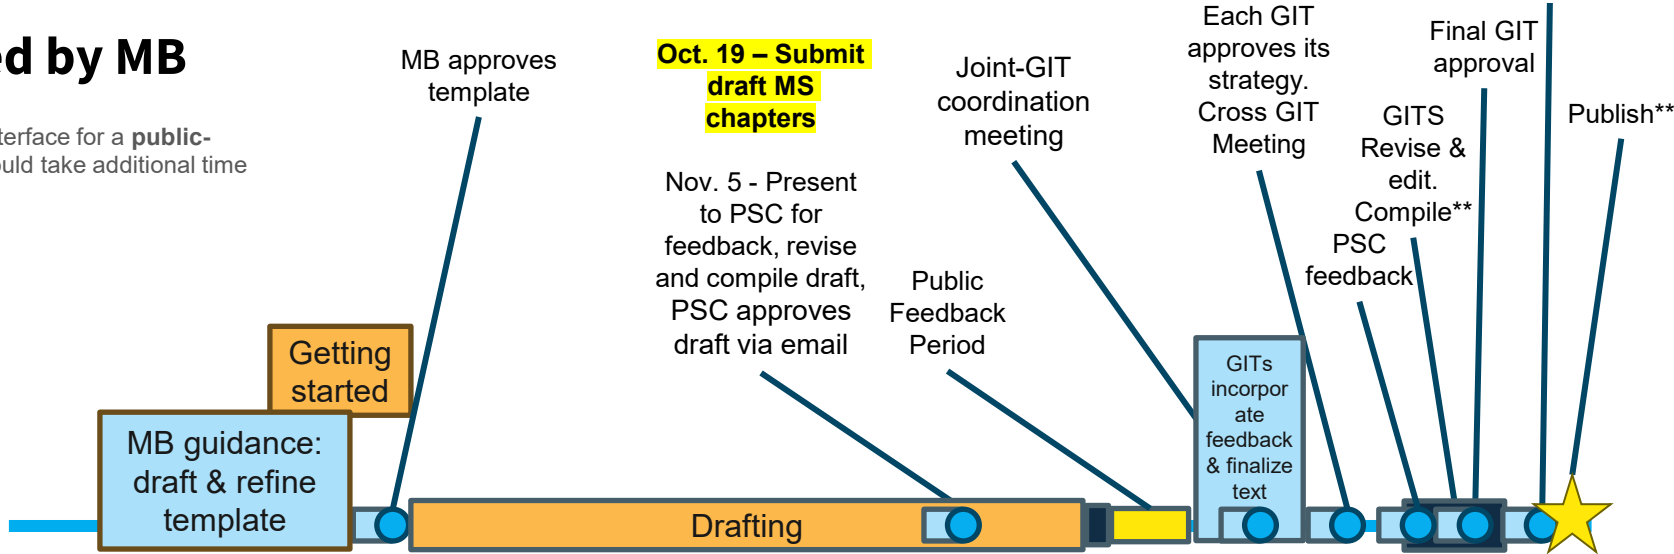 ed by MB
terface for a public-
ould take additional time
MB approves
template
Oct. 19 – Submit
draft MS
chapters
Nov. 5 - Present
to PSC for
feedback, revise
and compile draft,
PSC approves
draft via email
Public
Feedback
Period
Joint-GIT
coordination
meeting
Each GIT
approves its
strategy.
Cross GIT
Meeting
PSC
feedback
GITS
Revise &
edit.
Compile**
Final GIT
approval
Publish**
Getting
started
MB guidance:
draft & refine
template
Drafting
GITs
incorpor
ate
feedback
& finalize
text